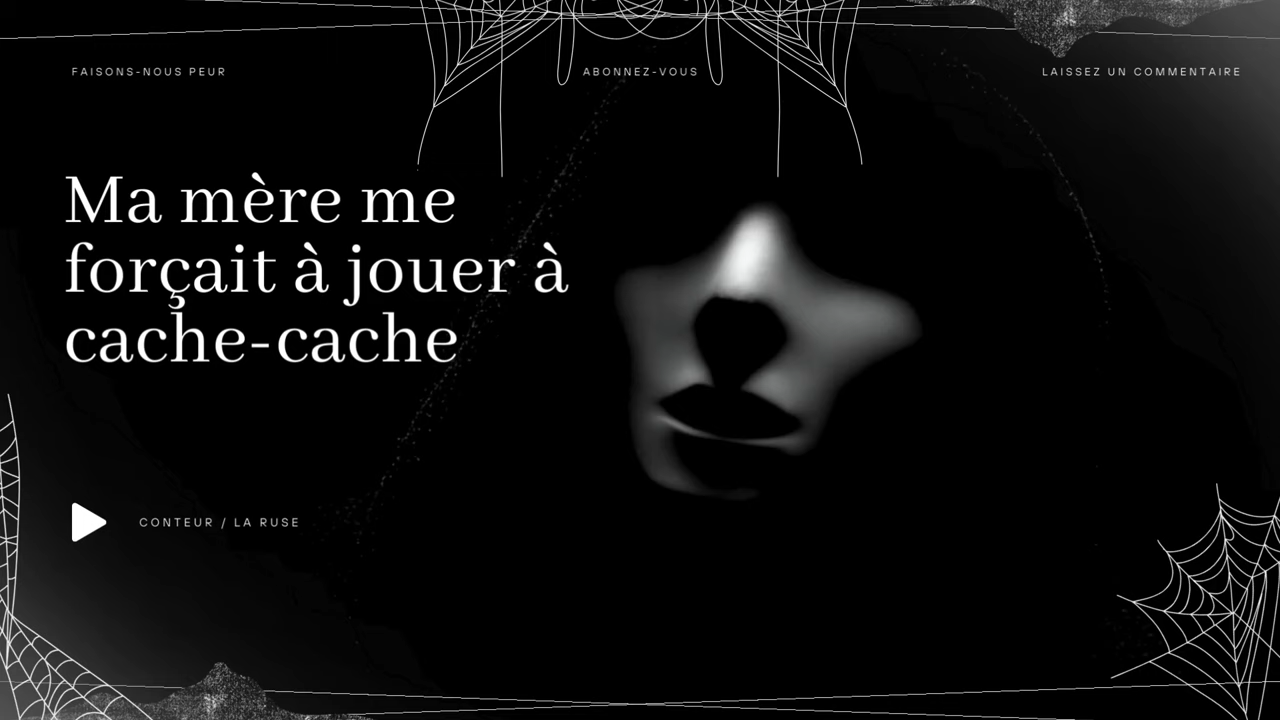 FAISONS-NOUS PEUR
ABONNEZ-VOUS
LAISSEZ UN COMMENTAIRE
Ma mère me
forçait à jouer à
cache-cache
CONTEUR / LA RUSE